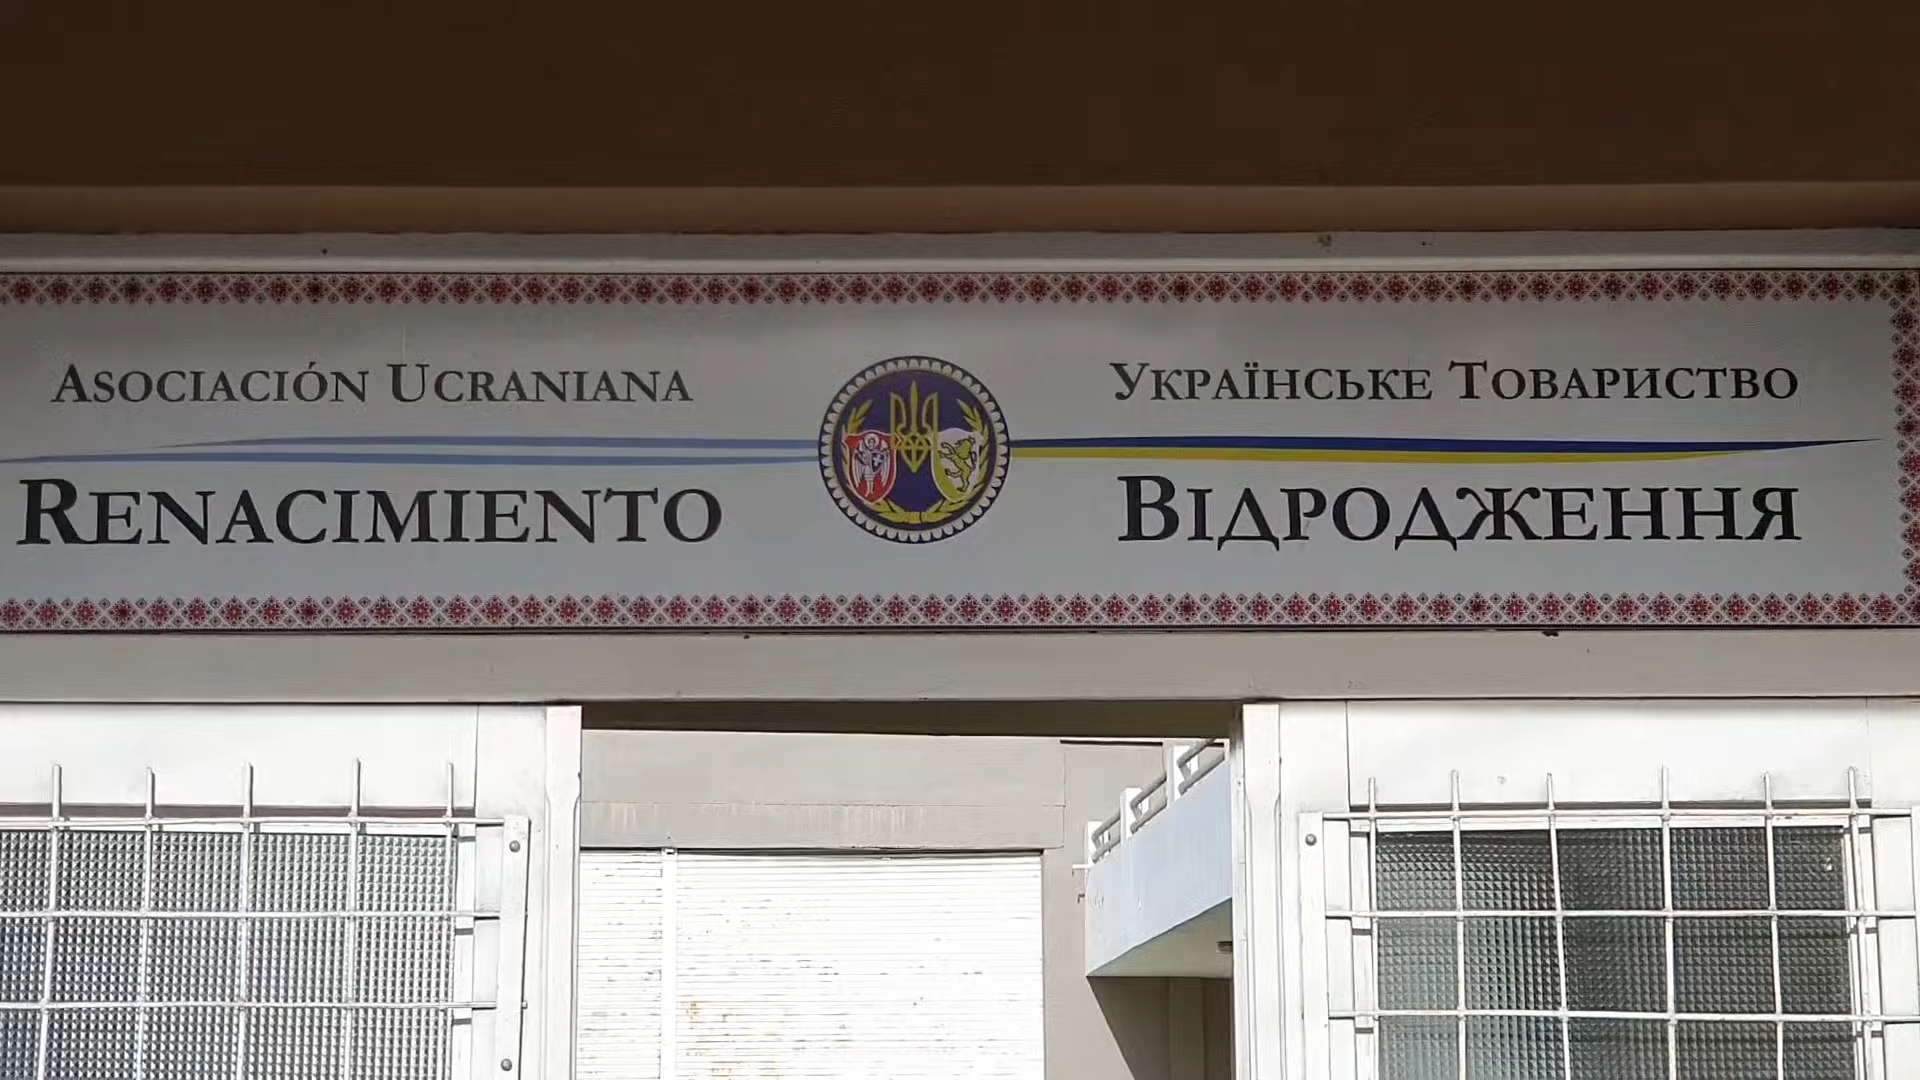 Asociación Ucraniana
Renacimiento
Українське Товариство
Відродження